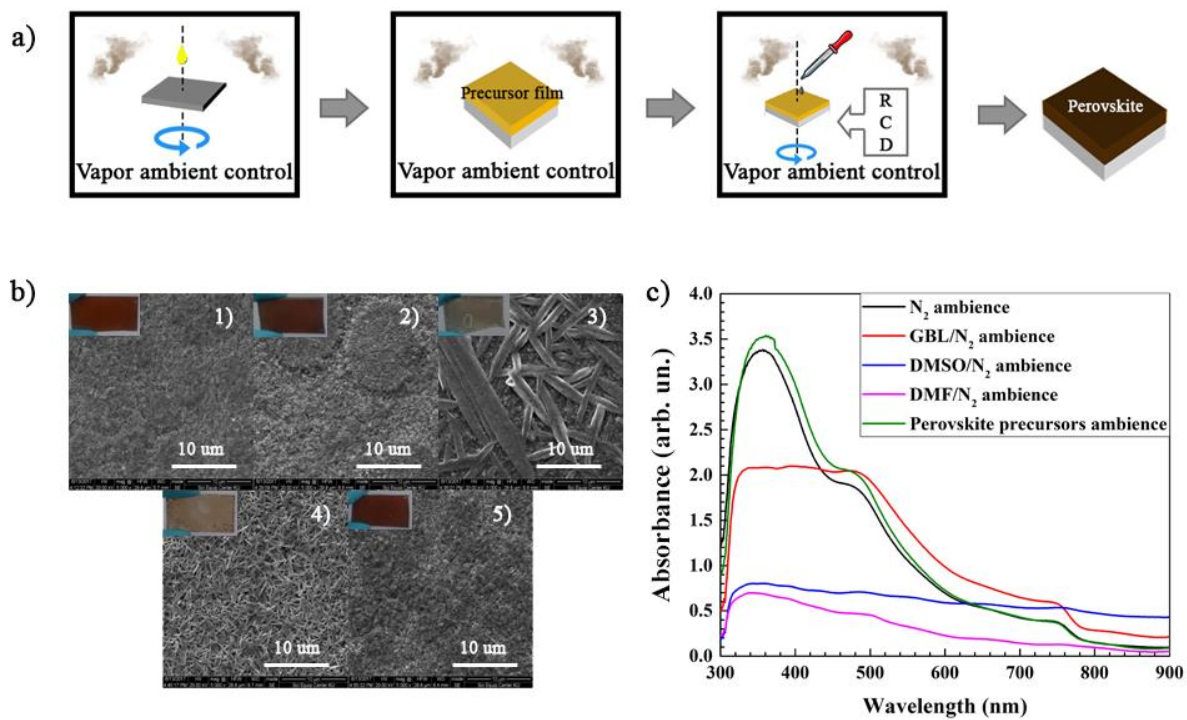 a)
Vapor ambient control
Precursor film
Vapor ambient control
R
C
D
Vapor ambient control
Perovskite
b)
1)
10 um
2)
10 um
3)
10 um
4)
10 um
5)
10 um
c)
4.0
3.5
3.0
2.5
2.0
1.5
1.0
0.5
0.0
Absorbance (arb. un.)
N2 ambience
GBL/N2 ambience
DMSO/N2 ambience
DMF/N2 ambience
Perovskite precursors ambience
300 400 500 600 700 800 900
Wavelength (nm)